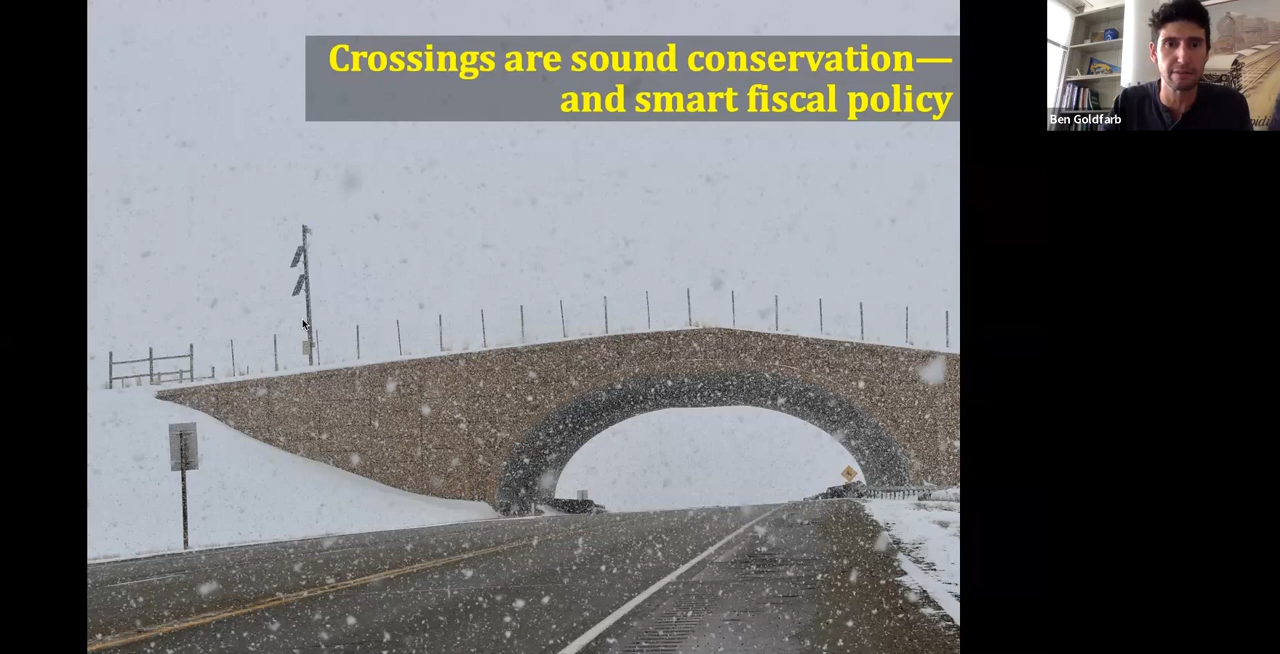 Crossings are sound conservation—
and smart fiscal policy
Ben Goldfarb